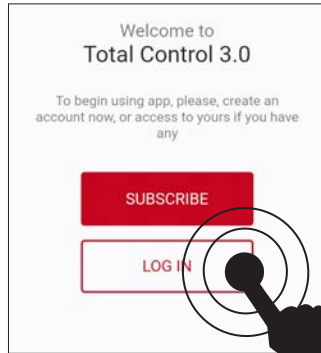 Welcome to
Total Control 3.0
To begin using app, please, create an
account now, or access to yours if you have
any
SUBSCRIBE
LOG IN